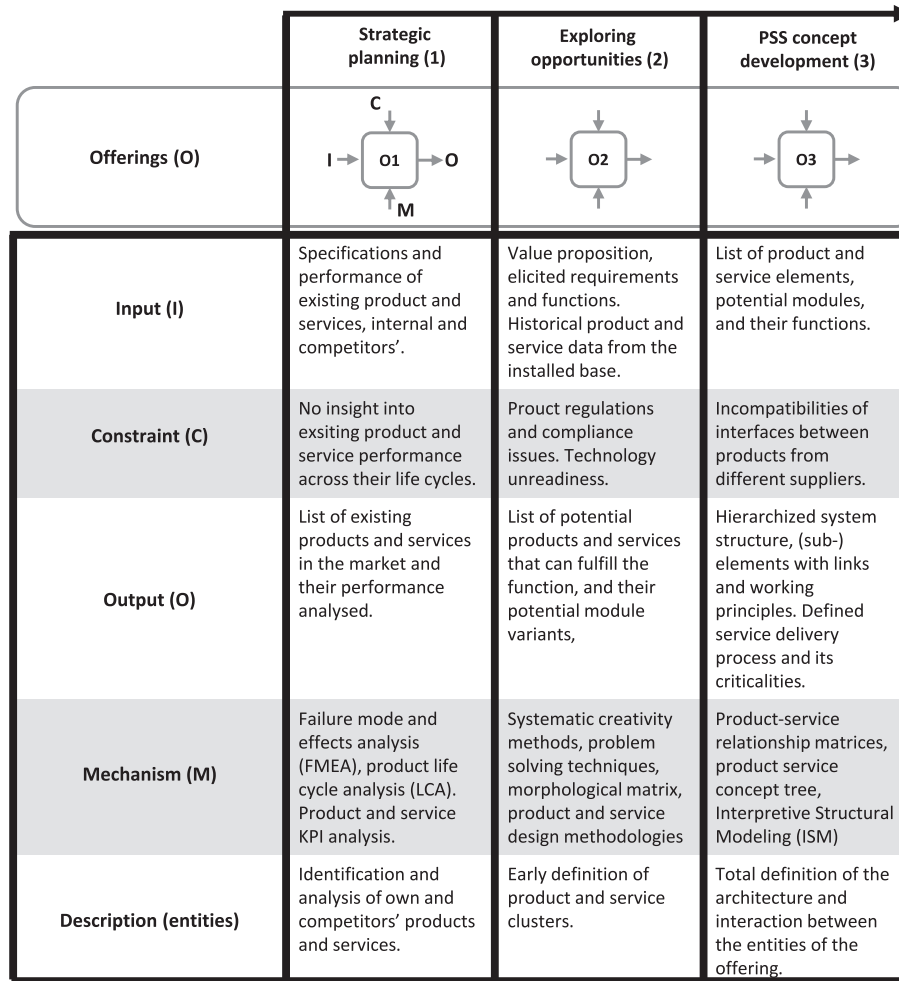 Strategic
planning (1)
Exploring
opportunities (2)
PSS concept
development (3)
Offerings (O)
C
I
O1
O
M
O2
O3
Input (I)
Specifications and
performance of
existing product and
services, internal and
competitors’.
Value proposition,
elicited requirements
and functions.
Historical product and
service data from the
installed base.
List of product and
service elements,
potential modules,
and their functions.
Constraint (C)
No insight into
exsiting product and
service performance
across their life cycles.
Prouct regulations
and compliance
issues. Technology
unreadiness.
Incompatibilities of
interfaces between
products from
different suppliers.
Output (O)
List of existing
products and services
in the market and
their performance
analysed.
List of potential
products and services
that can fulfill the
function, and their
potential module
variants,
Hierarchized system
structure, (sub-)
elements with links
and working
principles. Defined
service delivery
process and its
criticalities.
Mechanism (M)
Failure mode and
effects analysis
(FMEA), product life
cycle analysis (LCA).
Product and service
KPI analysis.
Systematic creativity
methods, problem
solving techniques,
morphological matrix,
product and service
design methodologies
Product-service
relationship matrices,
product service
concept tree,
Interpretive Structural
Modeling (ISM)
Description (entities)
Identification and
analysis of own and
competitors’ products
and services.
Early definition of
product and service
clusters.
Total definition of the
architecture and
interaction between
the entities of the
offering.